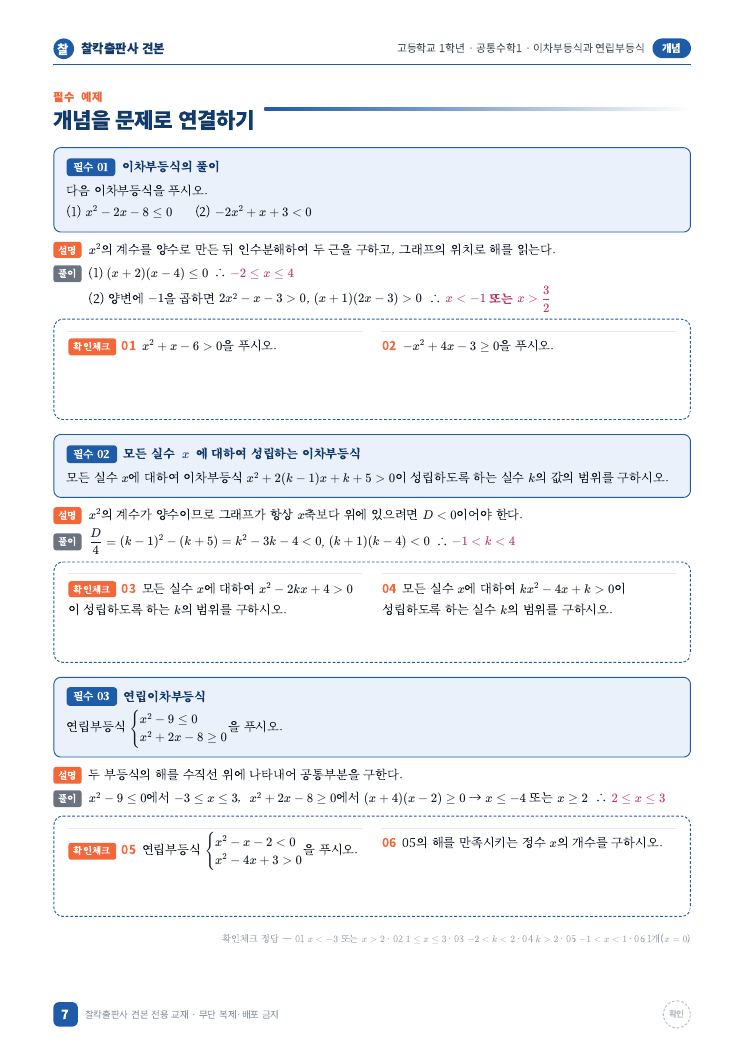 찰 찰칵출판사 견본
고등학교 1학년 · 공통수학1 · 이차부등식과 연립부등식 개념
필수 예제
개념을 문제로 연결하기
필수 01 이차부등식의 풀이
다음 이차부등식을 푸시오.
(1) x² − 2x − 8 ≤ 0 (2) −2x² + x + 3 < 0
설명 x²의 계수를 양수로 만든 뒤 인수분해하여 두 근을 구하고, 그래프의 위치로 해를 읽는다.
풀이 (1) (x + 2)(x − 4) ≤ 0 ∴ −2 ≤ x ≤ 4
(2) 양변에 −1을 곱하면 2x² − x − 3 > 0, (x + 1)(2x − 3) > 0 ∴ x < −1 또는 x > 3/2
확인체크 01 x² + x − 6 > 0을 푸시오.
02 −x² + 4x − 3 ≥ 0을 푸시오.
필수 02 모든 실수 x 에 대하여 성립하는 이차부등식
모든 실수 x에 대하여 이차부등식 x² + 2(k − 1)x + k + 5 > 0이 성립하도록 하는 실수 k의 값의 범위를 구하시오.
설명 x²의 계수가 양수이므로 그래프가 항상 x축보다 위에 있으려면 D < 0이어야 한다.
풀이 D/4 = (k − 1)² − (k + 5) = k² − 3k − 4 < 0, (k + 1)(k − 4) < 0 ∴ −1 < k < 4
확인체크 03 모든 실수 x에 대하여 x² − 2kx + 4 > 0
이 성립하도록 하는 k의 범위를 구하시오.
04 모든 실수 x에 대하여 kx² − 4x + k > 0이
성립하도록 하는 실수 k의 범위를 구하시오.
필수 03 연립이차부등식
연립부등식 { x² − 9 ≤ 0
x² + 2x − 8 ≥ 0 을 푸시오.
설명 두 부등식의 해를 수직선 위에 나타내어 공통부분을 구한다.
풀이 x² − 9 ≤ 0에서 −3 ≤ x ≤ 3, x² + 2x − 8 ≥ 0에서 (x + 4)(x − 2) ≥ 0 → x ≤ −4 또는 x ≥ 2 ∴ 2 ≤ x ≤ 3
확인체크 05 연립부등식 { x² − x − 2 < 0
x² − 4x + 3 > 0 을 푸시오.
06 05의 해를 만족시키는 정수 x의 개수를 구하시오.
확인체크 정답 — 01 x < −3 또는 x > 2 · 02 1 ≤ x ≤ 3 · 03 −2 < k < 2 · 04 k > 2 · 05 −1 < x < 1 · 06 1개(x = 0)
7 찰칵출판사 견본 전용 교재 · 무단 복제·배포 금지
확인